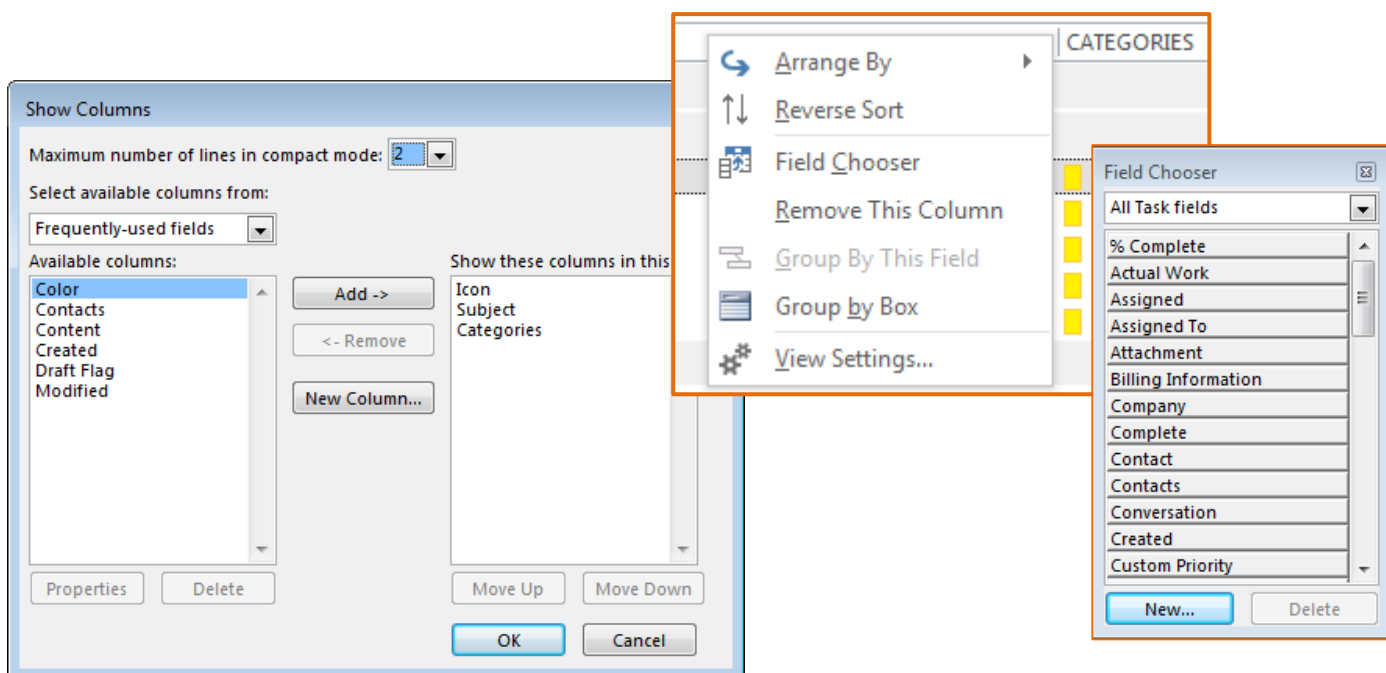 Show Columns
Maximum number of lines in compact mode: 2
Select available columns from:
Frequently-used fields
Available columns:
Color
Contacts
Content
Created
Draft Flag
Modified
Add ->
<- Remove
New Column...
Show these columns in this
Icon
Subject
Categories
Properties
Delete
Move Up
Move Down
OK
Cancel
CATEGORIES
Arrange By
Reverse Sort
Field Chooser
Remove This Column
Group By This Field
Group by Box
View Settings...
Field Chooser
All Task fields
% Complete
Actual Work
Assigned
Assigned To
Attachment
Billing Information
Company
Complete
Contact
Contacts
Conversation
Created
Custom Priority
New...
Delete